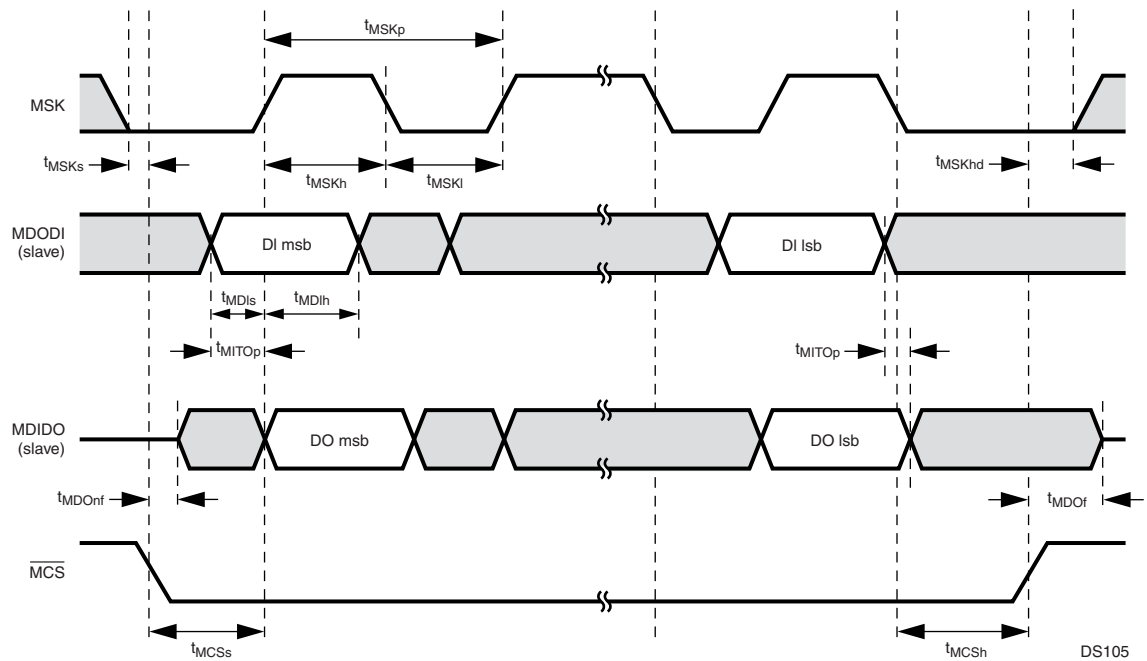 tMSKp
MSK
tMSKs
tMSKh
tMSKl
tMSKhd
MDODI
(slave)
DI msb
DI lsb
tMDIs
tMDIh
tMITOp
tMITOp
MDIDO
(slave)
DO msb
DO lsb
tMDOnf
tMDOf
MCS
tMCSs
tMCSh
DS105